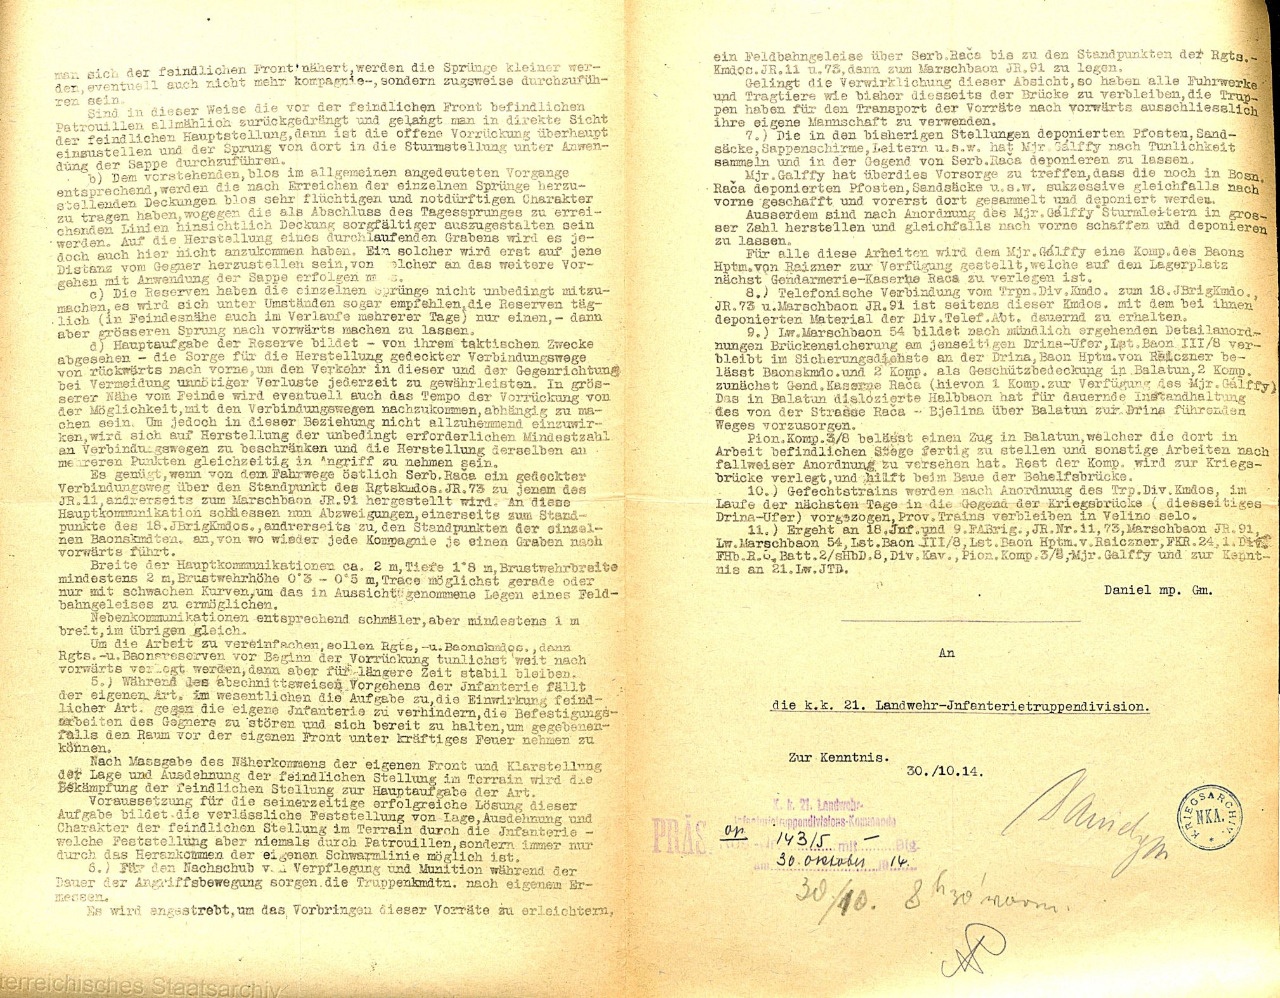 man sich der feindlichen Front nähert,werden die Sprünge kleiner wer-
den,eventuell auch nicht mehr kompagnie-,sondern zugsweise durchzufüh-
ren sein.
Sind in dieser Weise die vor der feindlichen Front befindlichen
Patrouillen allmählich zurückgedrängt und gelangt man in direkte Sicht
der feindlichen Hauptstellung,dann ist die offene Vorrückung überhaupt
einzustellen und der Sprung von dort in die Sturmstellung unter Anwen-
dung der Sappe durchzuführen.
b) Dem vorstehenden,blos im allgemeinen angedeuteten Vorgange
entsprechend,werden die nach Erreichen der einzelnen Sprünge herzu-
stellenden Deckungen blos sehr flüchtigen und notdürftigen Charakter
zu tragen haben,wogegen die als Abschluss des Tagessprunges zu errei-
chenden Linien hinsichtlich Deckung sorgfältiger auszugestalten sein
werden. Auf die Herstellung eines durchlaufenden Grabens wird es je-
doch auch hier nicht anzukommen haben. Ein solcher wird erst auf jene
Distanz vom Gegner herzustellen sein,von olcher an das weitere Vor-
gehen mit Anwendung der Sappe erfolgen
c) Die Reserven haben die einzelnen Sprünge nicht unbedingt mitzu-
machen,es wird sich unter Umständen sogar empfehlen,die Reserven täg-
lich (in Feindesnähe auch im Verlaufe mehrerer Tage) nur einen,- dann
aber grösseren Sprung nach vorwärts machen zu lassen.
d) Hauptaufgabe der Reserve bildet - von ihrem taktischen Zwecke
abgesehen - die Sorge für die Herstellung gedeckter Verbindungswege
von rückwärts nach vorne,um den Verkehr in dieser und der Gegenrichtung
bei Vermeidung unnötiger Verluste jederzeit zu gewährleisten. In grös-
serer Nähe vom Feinde wird eventuell auch das Tempo der Vorrückung von
der Möglichkeit,mit den Verbindungswegen nachzukommen,abhängig zu ma-
chen sein. Um jedoch in dieser Beziehung nicht allzuhemmend einzuwir-
ken,wird sich auf Herstellung der unbedingt erforderlichen Mindestzahl
an Verbindungswegen zu beschränken und die Herstellung derselben an
mehreren Punkten gleichzeitig in Angriff zu nehmen sein.
Es genügt,wenn von dem Fahrwege östlich Serb.Rača ein gedeckter
Verbindungsweg über den Standpunkt des Rgtskmdos.JR.73 zu jenem des
JR.11,andrerseits zum Marschbaon JR.91 hergestellt wird. An diese
Hauptkommunikation schliessen nun Abzweigungen,einerseits zum Stand-
punkte des 18.JBrigKmdos.,andrerseits zu den Standpunkten der einzel-
nen Baonskmdten. an,von wo wieder jede Kompagnie je einen Graben nach
vorwärts führt.
Breite der Hauptkommunikationen ca. 2 m,Tiefe 1°8 m,Brustwehrbreite
mindestens 2 m,Brustwehrhöhe 0°3 - 0°5 m,Trace möglichst gerade oder
nur mit schwachen Kurven,um das in Aussicht genommene Legen eines Feld-
bahngeleises zu ermöglichen.
Nebenkommunikationen entsprechend schmäler,aber mindestens 1 m
breit,im übrigen gleich.
Um die Arbeit zu vereinfachen,sollen Rgts,-u.Baonskmdos.,dann
Rgts.-u.Baonsreserven vor Beginn der Vorrückung tunlichst weit nach
vorwärts verlegt werden,dann aber für längere Zeit stabil bleiben.
5.) Während des abschnittsweisen Vorgehens der Jnfanterie fällt
der eigenen Art. im wesentlichen die Aufgabe zu,die Einwirkung feind-
licher Art. gegen die eigene Jnfanterie zu verhindern,die Befestigungs-
arbeiten des Gegners zu stören und sich bereit zu halten,um gegebenen-
falls den Raum vor der eigenen Front unter kräftiges Feuer nehmen zu
können.
Nach Massgabe des Näherkommens der eigenen Front und Klarstellung
der Lage und Ausdehnung der feindlichen Stellung im Terrain wird die
Bekämpfung der feindlichen Stellung zur Hauptaufgabe der Art.
Voraussetzung für die seinerzeitige erfolgreiche Lösung dieser
Aufgabe bildet die verlässliche Feststellung von Lage,Ausdehnung und
Charakter der feindlichen Stellung im Terrain durch die Jnfanterie -
welche Feststellung aber niemals durch Patrouillen,sondern immer nur
durch das Herankommen der eigenen Schwarmlinie möglich ist.
6.) Für den Nachschub von Verpflegung und Munition während der
Dauer der Angriffsbewegung sorgen die Truppenkmdtn. nach eigenem Er-
messen.
Es wird angestrebt,um das Vorbringen dieser Vorräte zu erleichtern,
ein Feldbahngeleise über Serb.Rača bis zu den Standpunkten der Rgts.-
Kmdos.JR.11 u.73,dann zum Marschbaon JR.91 zu legen.
Gelingt die Verwirklichung dieser Absicht,so haben alle Fuhrwerke
und Tragtiere wie bisher diesseits der Brücke zu verbleiben,die Trup-
pen haben für den Transport der Vorräte nach vorwärts ausschliesslich
ihre eigene Mannschaft zu verwenden.
7.) Die in den bisherigen Stellungen deponierten Pfosten,Sand-
säcke,Sappenschirme,Leitern u.s.w. hat Mjr.Gálffy nach Tunlichkeit
sammeln und in der Gegend von Serb.Rača deponieren zu lassen.
Mjr.Galffy hat überdies Vorsorge zu treffen,dass die noch in Bosn.
Rača deponierten Pfosten,Sandsäcke u.s.w. sukzessive gleichfalls nach
vorne geschafft und vorerst dort gesammelt und deponiert werden.
Ausserdem sind nach Anordnung des Mjr.Gálffy Sturmleitern in gros-
ser Zahl herstellen und gleichfalls nach vorne schaffen und deponieren
zu lassen.
Für alle diese Arbeiten wird dem Mjr.Gálffy eine Komp.des Baons
Hptm.von Raizner zur Verfügung gestellt,welche auf den Lagerplatz
nächst Gendarmerie-Kaserne Rača zu verlegen ist.
8.) Telefonische Verbindung vom Trpn.Div.Kmdo. zum 18.JBrigKmdo.,
JR.73 u.Marschbaon JR.91 ist seitens dieser Kmdos. mit dem bei ihnen
deponierten Material der Div.Telef.Abt. dauernd zu erhalten.
9.) Lw.Marschbaon 54 bildet nach mündlich ergehenden Detailanord-
nungen Brückensicherung am jenseitigen Drina-Ufer,Lst.Baon III/8 ver-
bleibt im Sicherungsdienste an der Drina,Baon Hptm.von Raiczner be-
lässt Baonskmdo.und 2 Komp. als Geschützbedeckung in Balatun,2 Komp.
zunächst Gend.Kaserne Rača (hievon 1 Komp.zur Verfügung des Mjr.Gálffy)
Das in Balatun dislozierte Halbbaon hat für dauernde Instandhaltung
des von der Strasse Rača - Bjelina über Balatun zur Drina führenden
Weges vorzusorgen.
Pion.Komp.3/8 belässt einen Zug in Balatun,welcher die dort in
Arbeit befindlichen Stege fertig zu stellen und sonstige Arbeiten nach
fallweiser Anordnung zu versehen hat. Rest der Komp. wird zur Kriegs-
brücke verlegt,und hilft beim Baue der Behelfsbrücke.
10.) Gefechtstrains werden nach Anordnung des Trp.Div.Kmdos, im
Laufe der nächsten Tage in die Gegend der Kriegsbrücke ( diesseitiges
Drina-Ufer) vorgezogen,Prov.Trains verbleiben in Velino selo.
11.) Ergeht an 18.Jnf.und 9.FABrig.,JR.Nr.11,73,Marschbaon JR.91,
Lw.Marschbaon 54,Lst.Baon III/8,Lst.Baon Hptm.v.Raiczner,FKR.24,1.Div
FHb.R.8,Batt.2/sHbD.8,Div.Kav.,Pion.Komp.3/8,Mjr.Galffy und zur Kennt-
nis an 21.Lw.JTD.
Daniel mp. Gm.
An
die k.k. 21. Landwehr-Jnfanterietruppendivision.
Zur Kenntnis.
30./10.14.
K. k. 21. Landwehr-
Infanterietruppendivisions-Kommando
PRÄS
op. 143/5 mit Blg.
am 30. Oktober 1914.
30/10. 8h 30' vorm.
KRIEGSARCHIV
NKA.
terreichisches Staatsarchiv